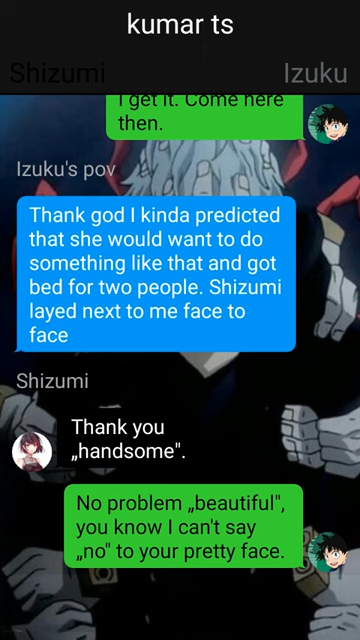 kumar ts
Shizumi
Izuku
I get it. Come here
then.
Izuku's pov
Thank god I kinda predicted
that she would want to do
something like that and got
bed for two people. Shizumi
layed next to me face to
face
Shizumi
Thank you
„handsome".
No problem „beautiful",
you know I can't say
„no" to your pretty face.